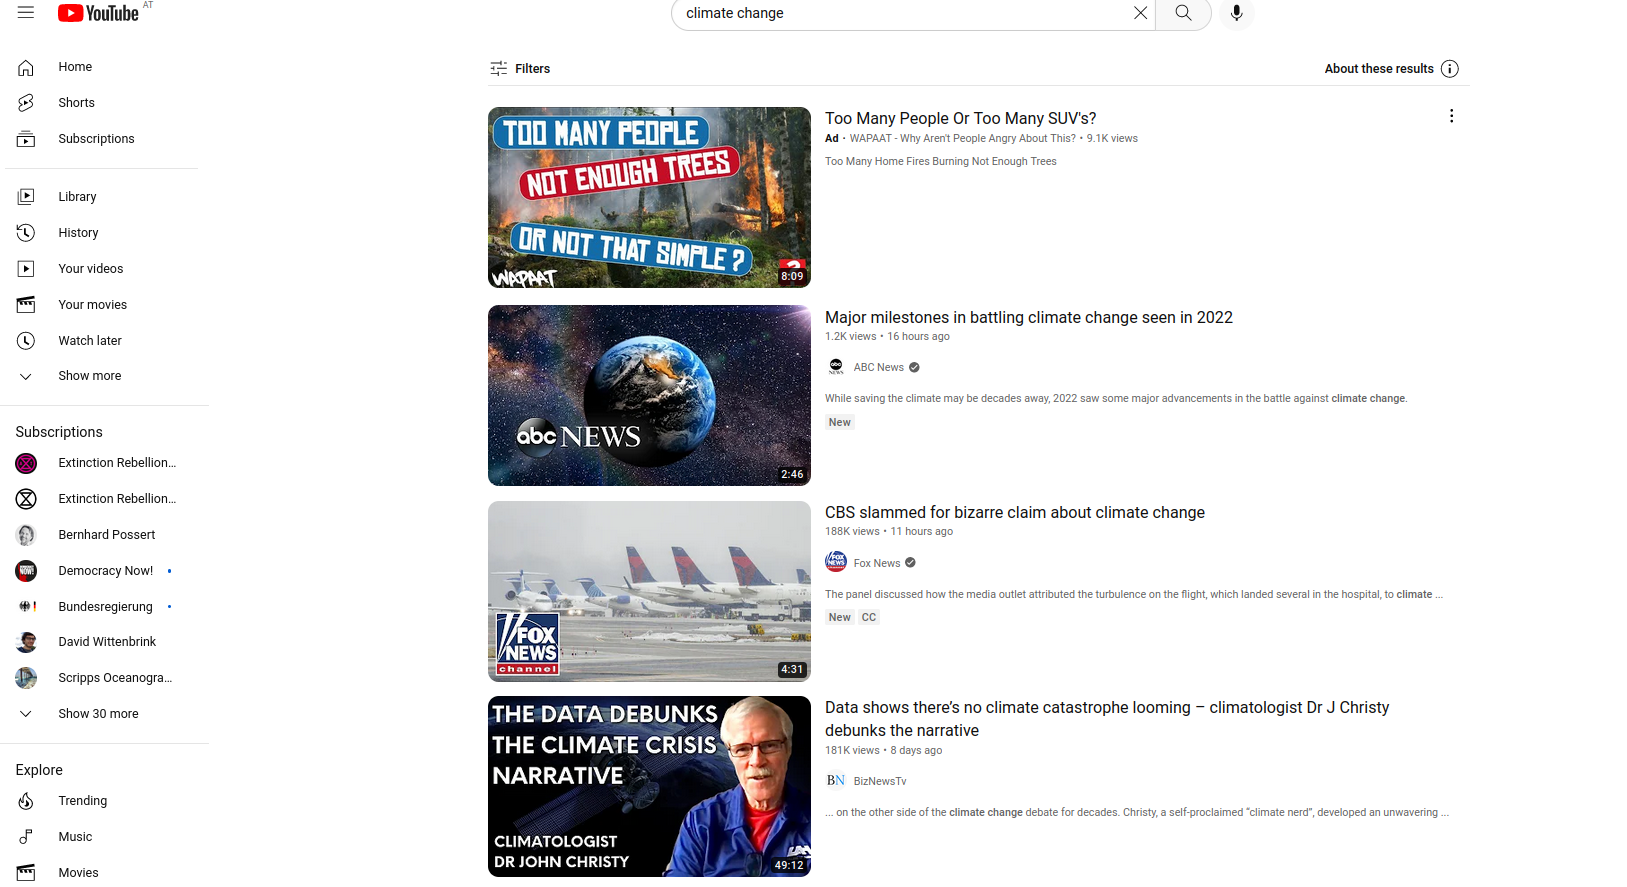 YouTube AT
climate change
Home
Shorts
Subscriptions
Library
History
Your videos
Your movies
Watch later
Show more
Subscriptions
Extinction Rebellion...
Extinction Rebellion...
Bernhard Possert
Democracy Now!
Bundesregierung
David Wittenbrink
Scripps Oceanogra...
Show 30 more
Explore
Trending
Music
Movies
Filters
About these results
TOO MANY PEOPLE
NOT ENOUGH TREES
OR NOT THAT SIMPLE?
WAPAAT
8:09
Too Many People Or Too Many SUV's?
Ad • WAPAAT - Why Aren't People Angry About This? • 9.1K views
Too Many Home Fires Burning Not Enough Trees
abc NEWS
2:46
Major milestones in battling climate change seen in 2022
1.2K views • 16 hours ago
abc NEWS
ABC News
While saving the climate may be decades away, 2022 saw some major advancements in the battle against climate change.
New
FOX
NEWS
channel
4:31
CBS slammed for bizarre claim about climate change
188K views • 11 hours ago
FOX NEWS
Fox News
The panel discussed how the media outlet attributed the turbulence on the flight, which landed several in the hospital, to climate ...
New CC
THE DATA DEBUNKS
THE CLIMATE CRISIS
NARRATIVE
CLIMATOLOGIST
DR JOHN CHRISTY
49:12
Data shows there’s no climate catastrophe looming – climatologist Dr J Christy
debunks the narrative
181K views • 8 days ago
BN BizNewsTv
... on the other side of the climate change debate for decades. Christy, a self-proclaimed “climate nerd”, developed an unwavering ...